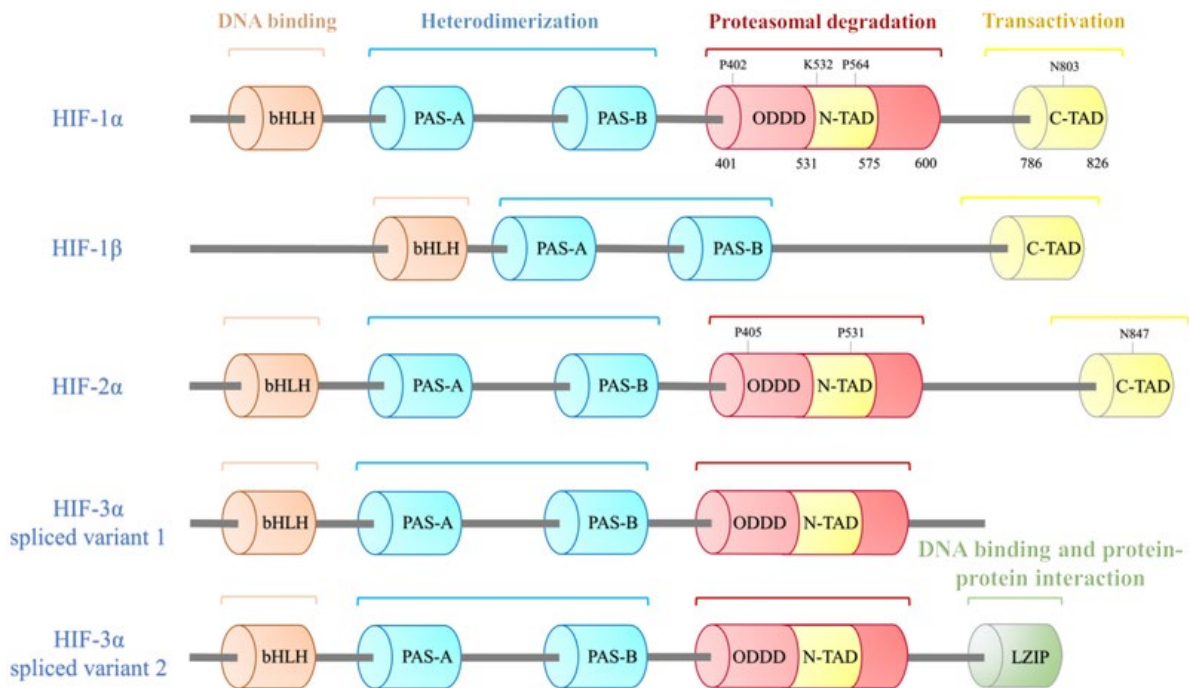 DNA binding
Heterodimerization
Proteasomal degradation
Transactivation
P402
K532
P564
N803
HIF-1α
bHLH
PAS-A
PAS-B
ODDD
N-TAD
C-TAD
401
531
575
600
786
826
HIF-1β
bHLH
PAS-A
PAS-B
C-TAD
P405
P531
N847
HIF-2α
bHLH
PAS-A
PAS-B
ODDD
N-TAD
C-TAD
HIF-3α
spliced variant 1
bHLH
PAS-A
PAS-B
ODDD
N-TAD
DNA binding and protein-
protein interaction
HIF-3α
spliced variant 2
bHLH
PAS-A
PAS-B
ODDD
N-TAD
LZIP